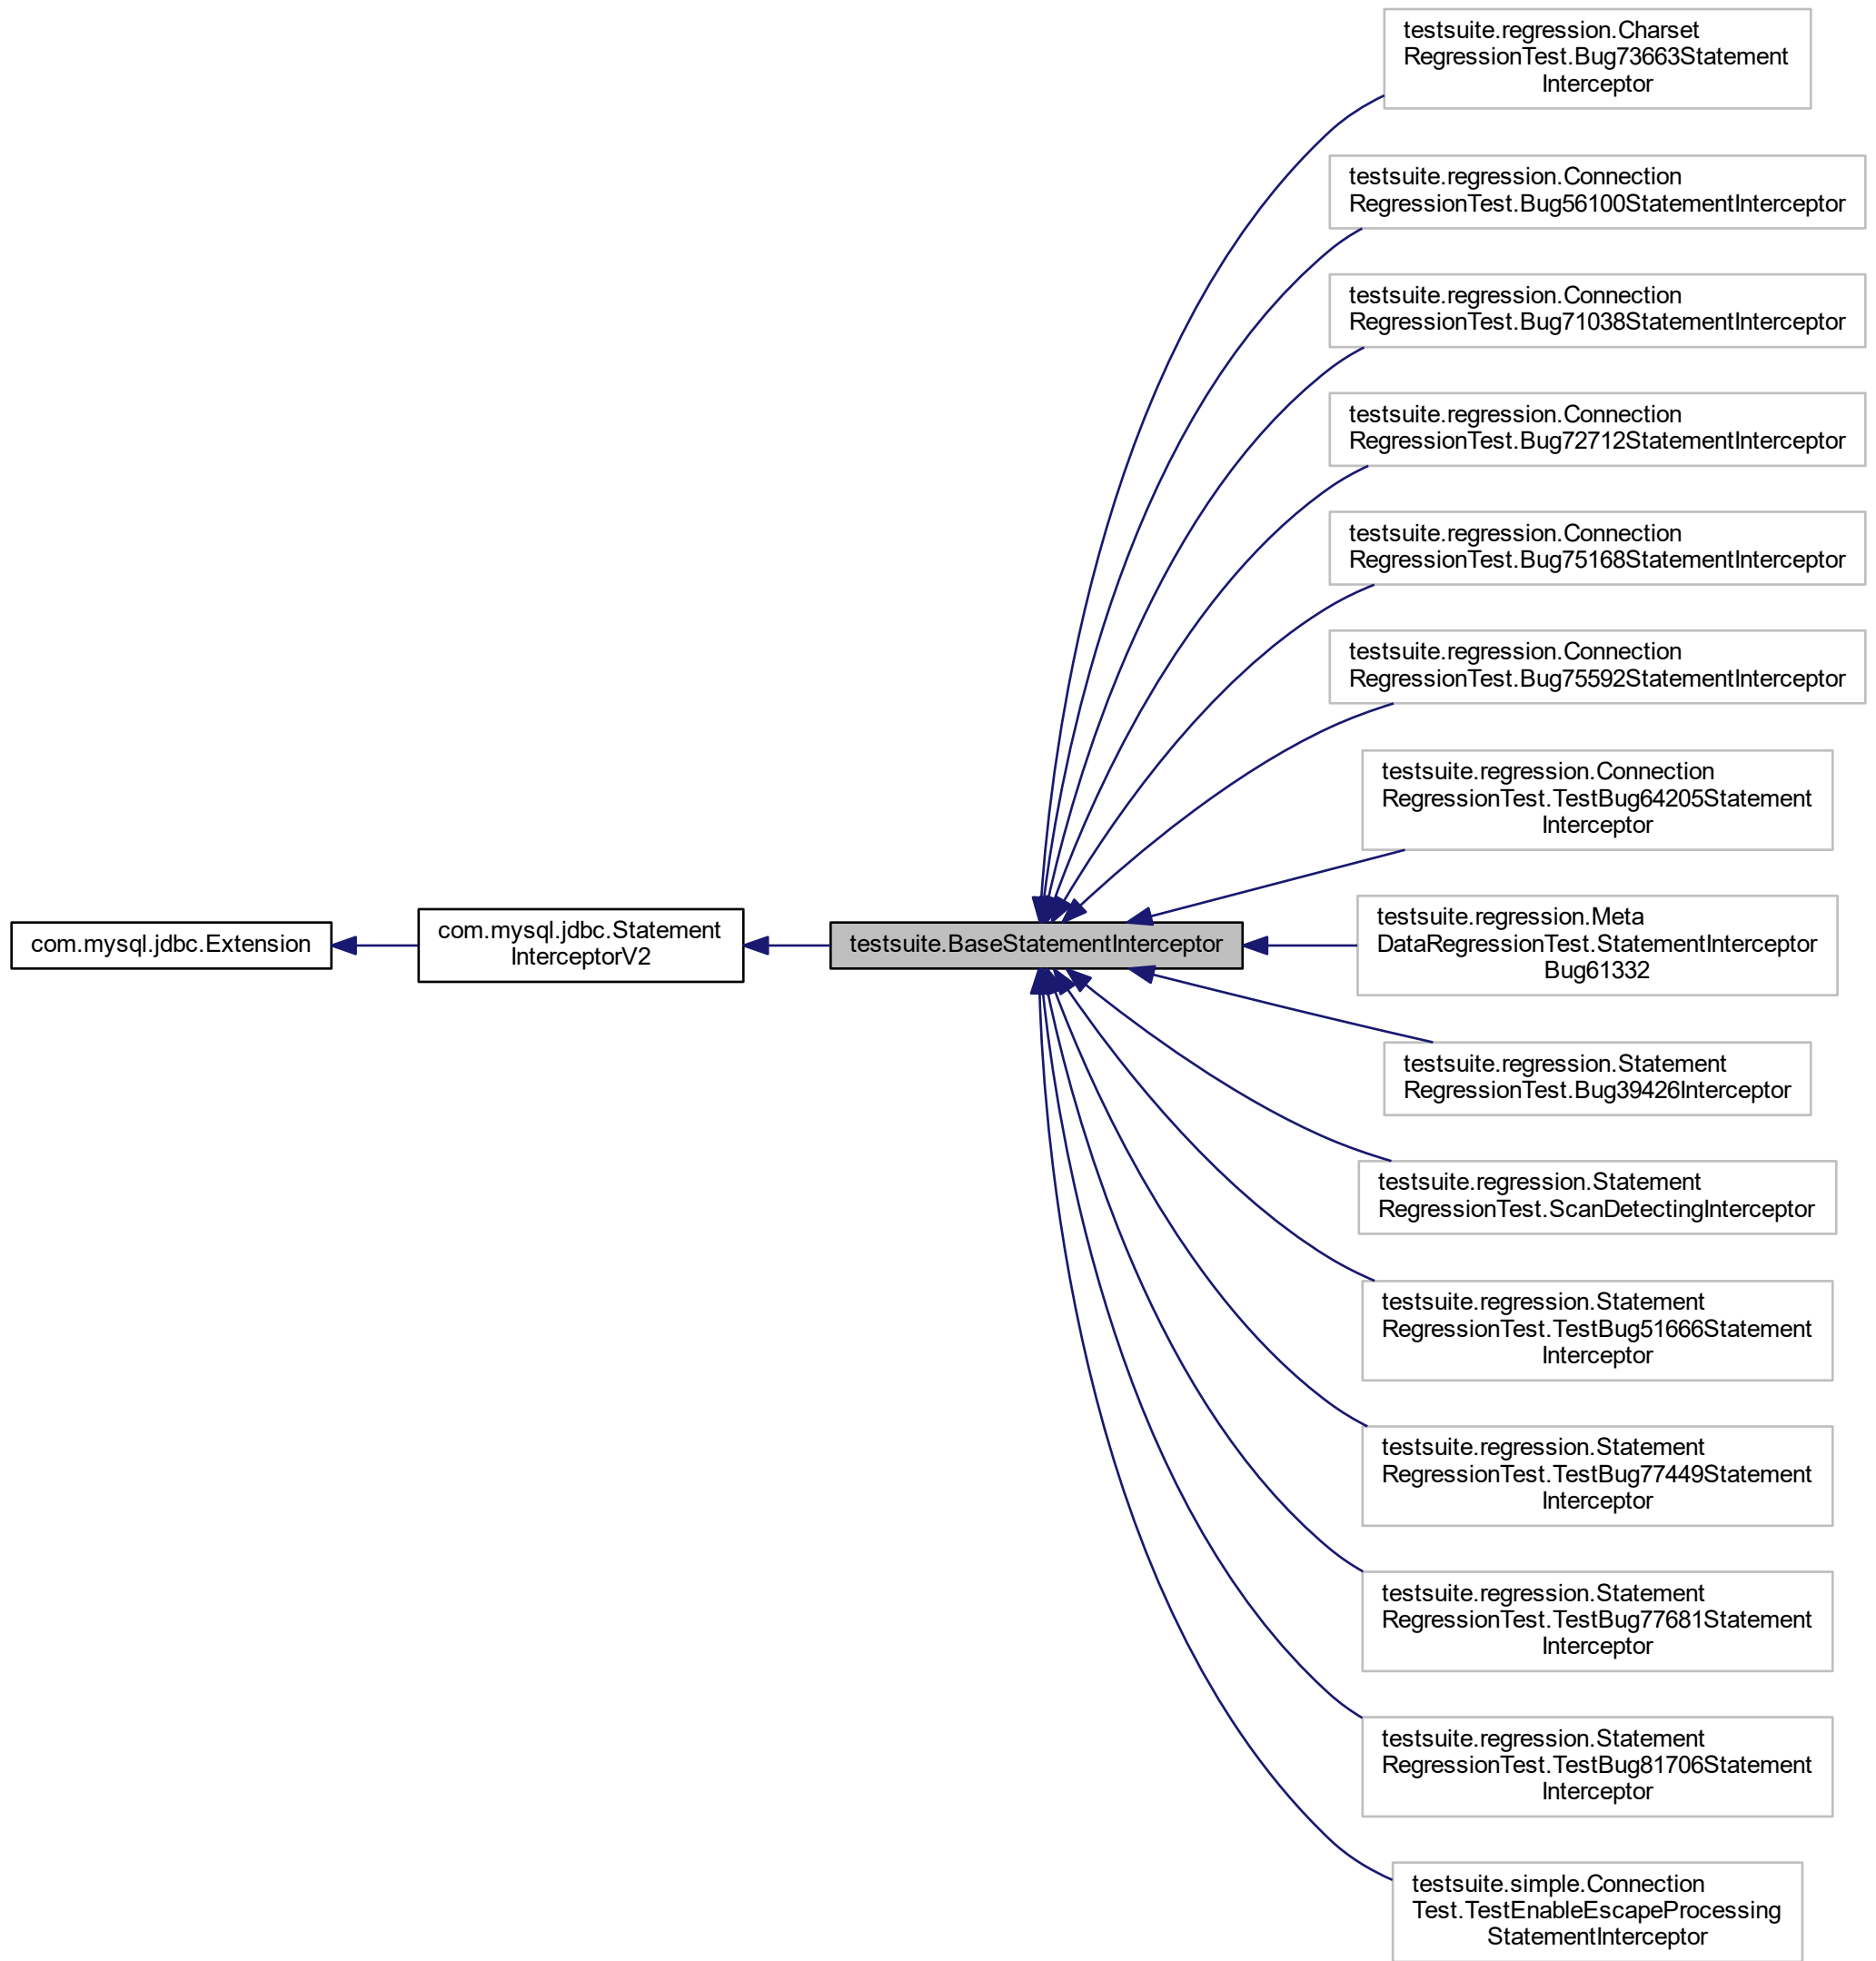 testsuite.regression.Charset
RegressionTest.Bug73663Statement
Interceptor
testsuite.regression.Connection
RegressionTest.Bug56100StatementInterceptor
testsuite.regression.Connection
RegressionTest.Bug71038StatementInterceptor
testsuite.regression.Connection
RegressionTest.Bug72712StatementInterceptor
testsuite.regression.Connection
RegressionTest.Bug75168StatementInterceptor
testsuite.regression.Connection
RegressionTest.Bug75592StatementInterceptor
testsuite.regression.Connection
RegressionTest.TestBug64205Statement
Interceptor
com.mysql.jdbc.Extension
com.mysql.jdbc.Statement
InterceptorV2
testsuite.BaseStatementInterceptor
testsuite.regression.Meta
DataRegressionTest.StatementInterceptor
Bug61332
testsuite.regression.Statement
RegressionTest.Bug39426Interceptor
testsuite.regression.Statement
RegressionTest.ScanDetectingInterceptor
testsuite.regression.Statement
RegressionTest.TestBug51666Statement
Interceptor
testsuite.regression.Statement
RegressionTest.TestBug77449Statement
Interceptor
testsuite.regression.Statement
RegressionTest.TestBug77681Statement
Interceptor
testsuite.regression.Statement
RegressionTest.TestBug81706Statement
Interceptor
testsuite.simple.Connection
Test.TestEnableEscapeProcessing
StatementInterceptor